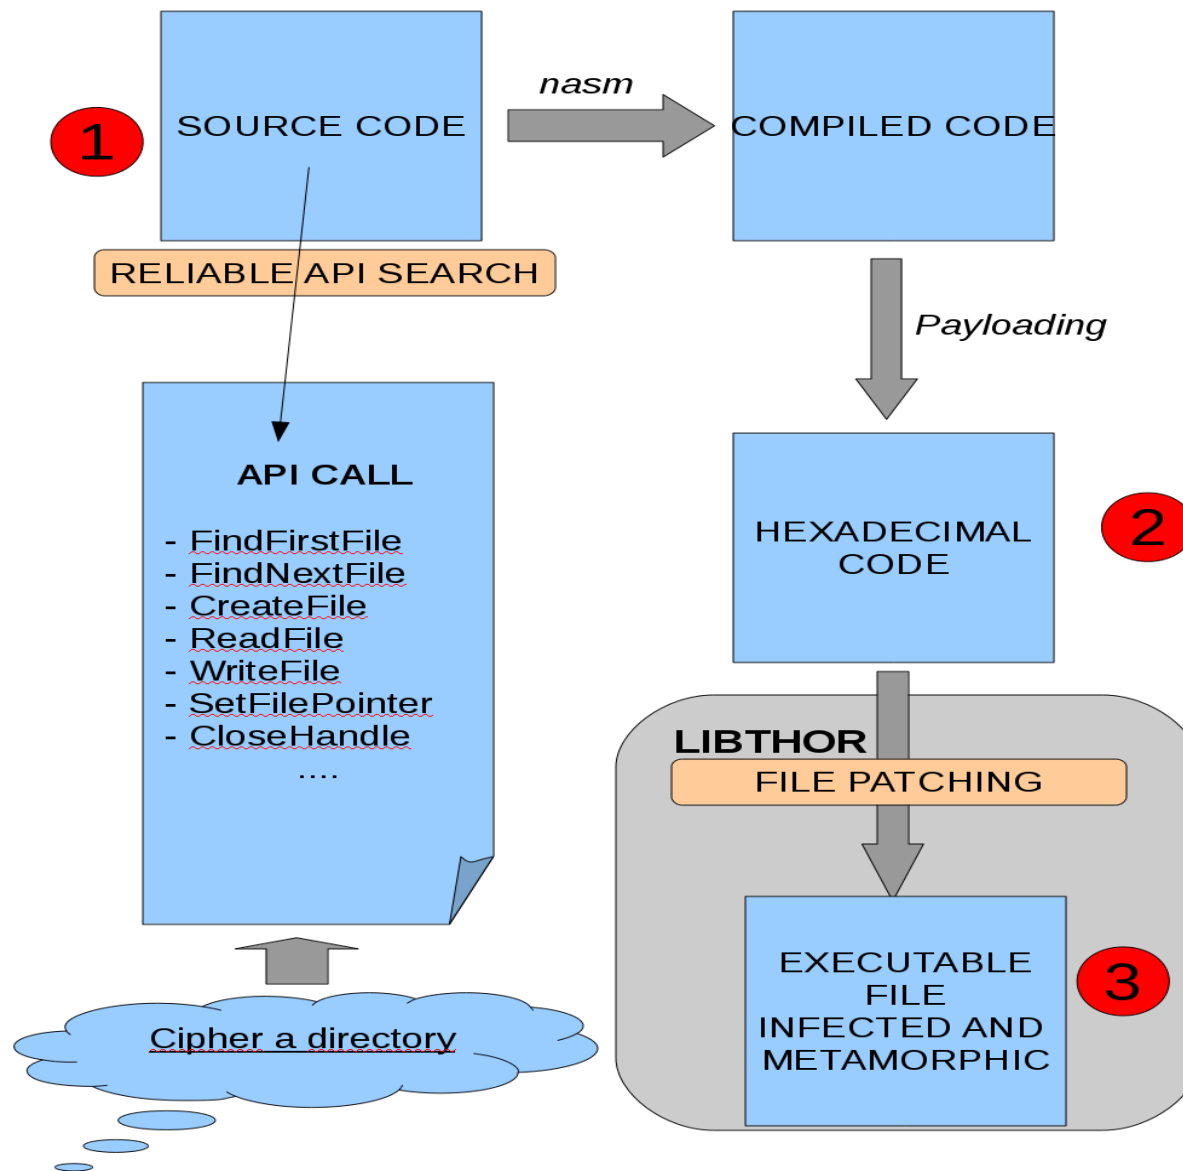 1
SOURCE CODE
nasm
COMPILED CODE
RELIABLE API SEARCH
Payloading
API CALL
- FindFirstFile
- FindNextFile
- CreateFile
- ReadFile
- WriteFile
- SetFilePointer
- CloseHandle
....
HEXADECIMAL
CODE
2
LIBTHOR
FILE PATCHING
EXECUTABLE
FILE
INFECTED AND
METAMORPHIC
3
Cipher a directory